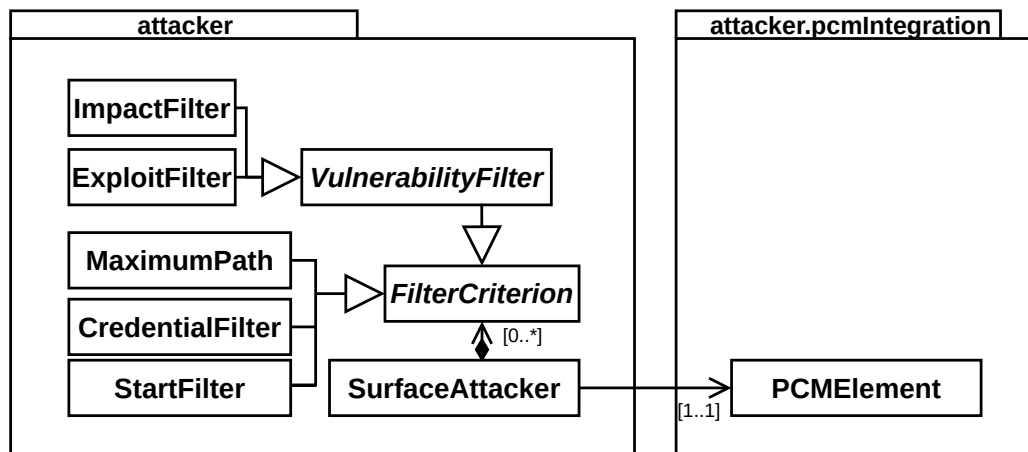 attacker
attacker.pcmIntegration
ImpactFilter
ExploitFilter
VulnerabilityFilter
MaximumPath
FilterCriterion
CredentialFilter
[0..*]
StartFilter
SurfaceAttacker
PCMElement
[1..1]